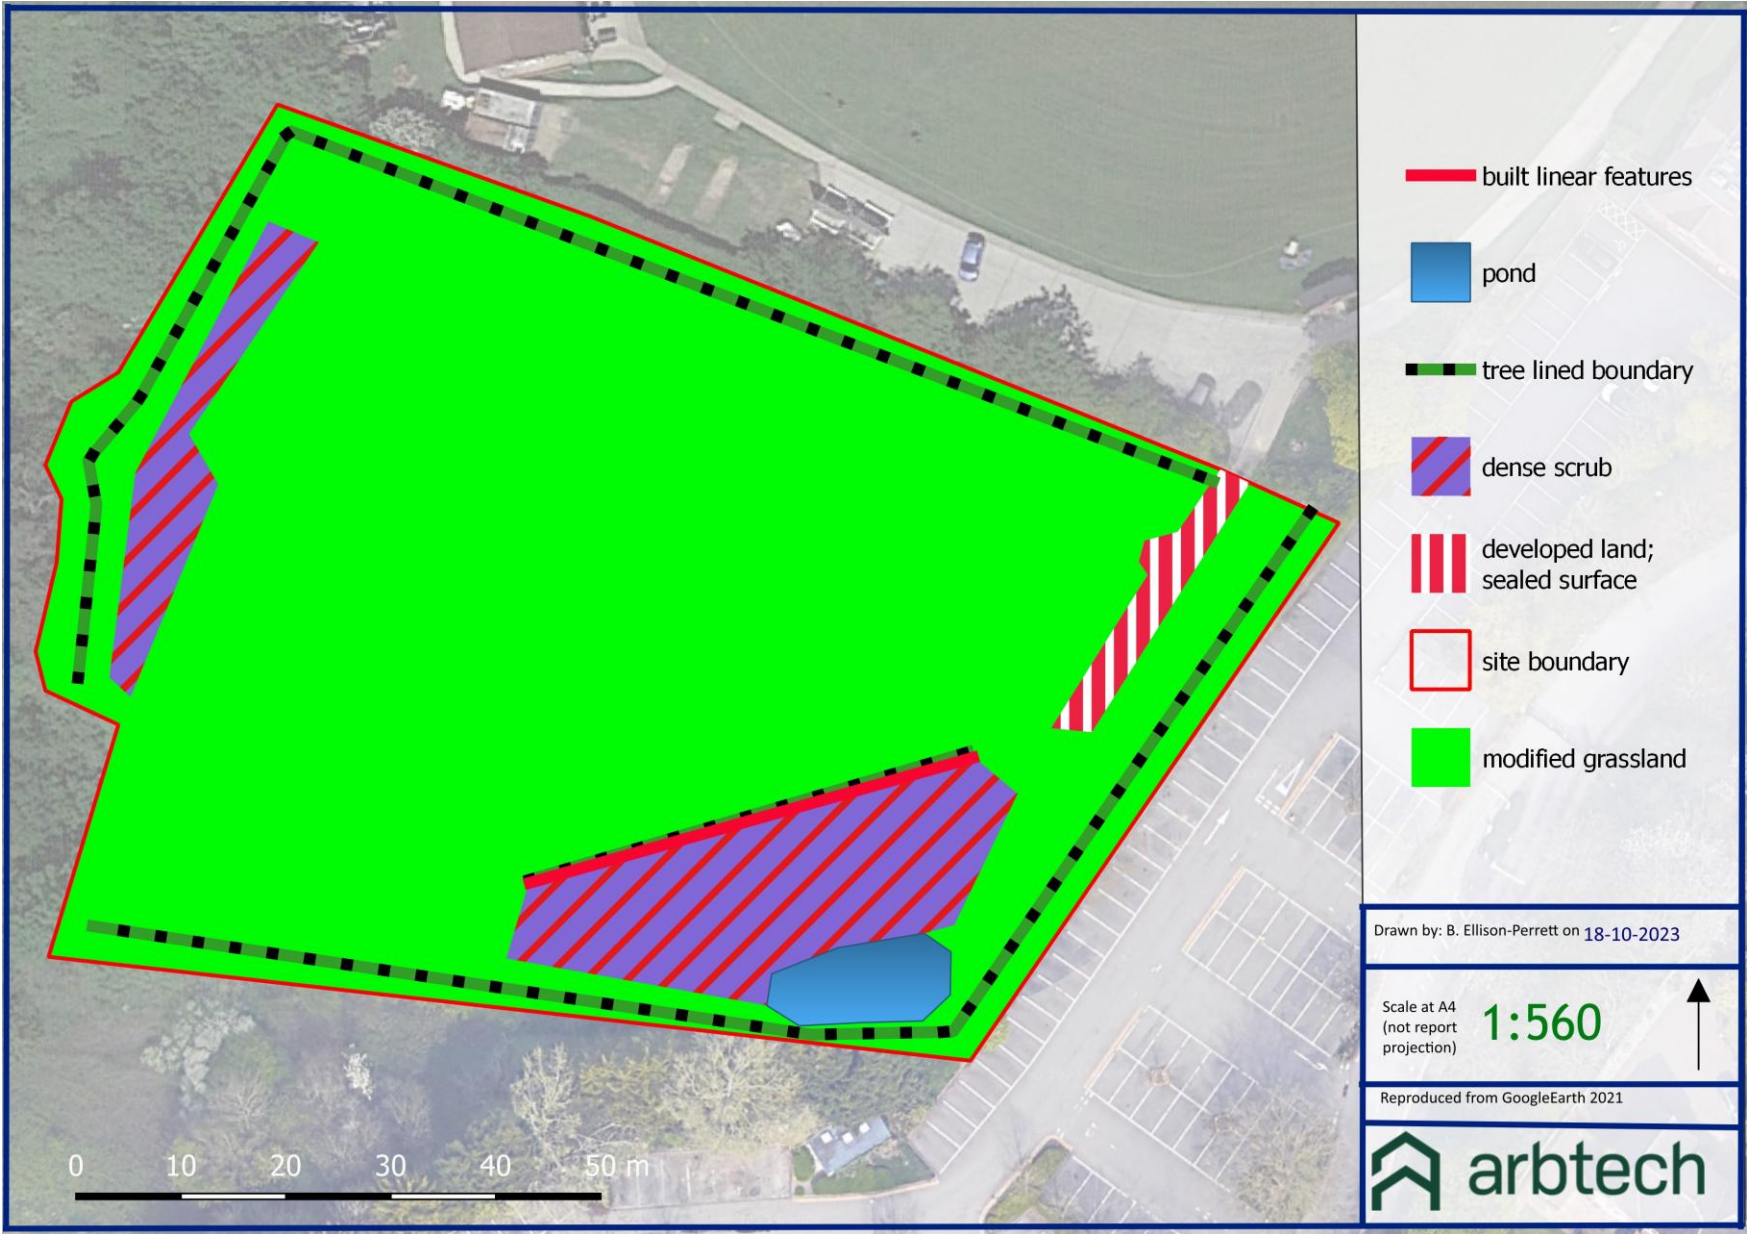 built linear features
pond
tree lined boundary
dense scrub
developed land;
sealed surface
site boundary
modified grassland
Drawn by: B. Ellison-Perrett on 18-10-2023
Scale at A4
(not report
projection)
1:560
Reproduced from GoogleEarth 2021
arbtech
0 10 20 30 40 50 m